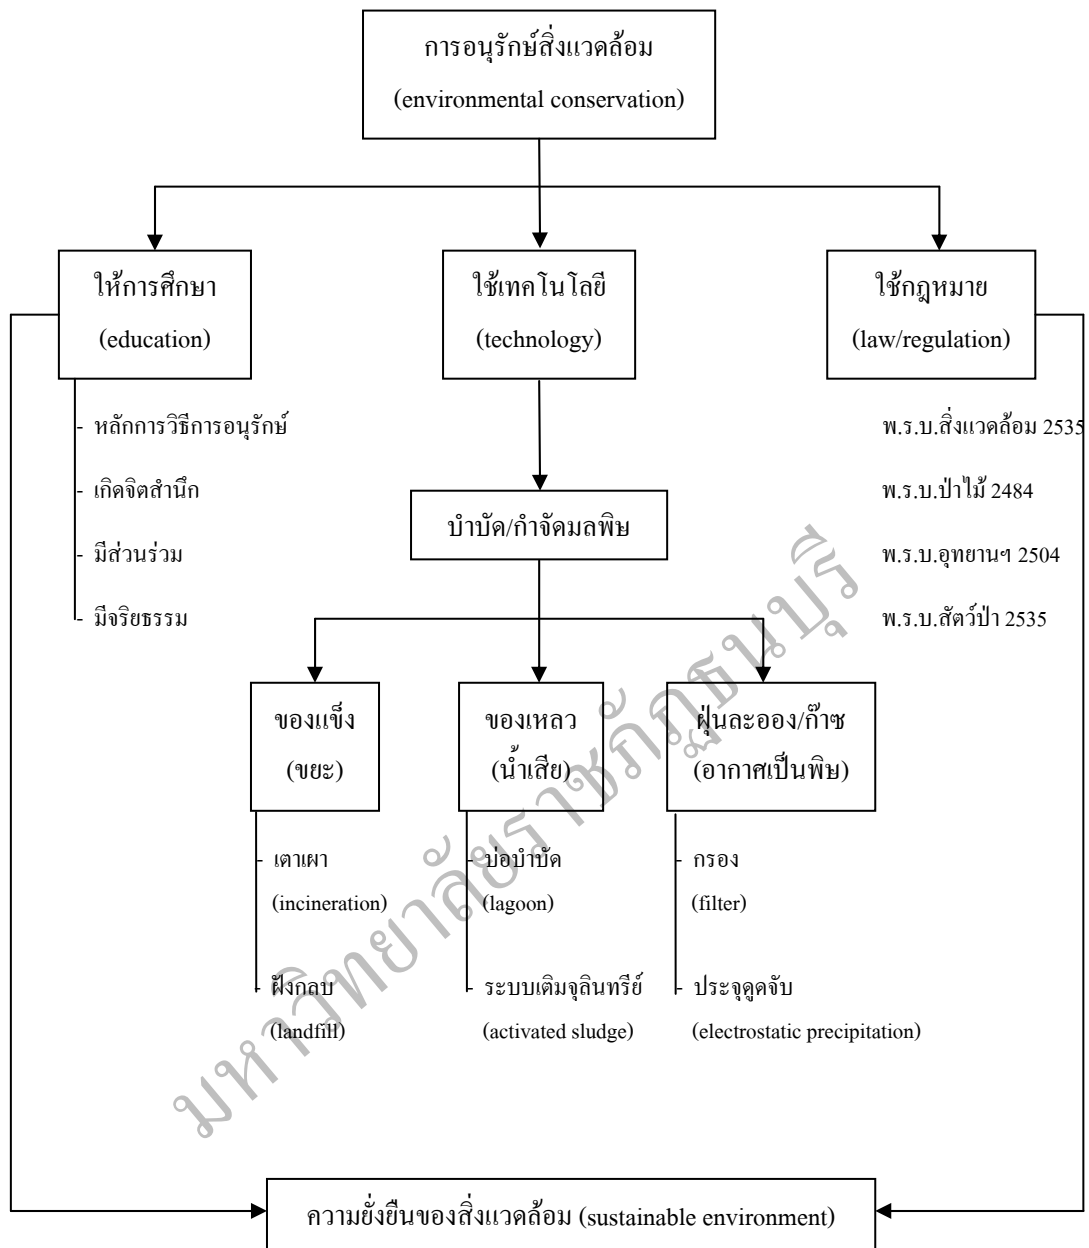 การอนุรักษ์สิ่งแวดล้อม
(environmental conservation)
ให้การศึกษา
(education)
ใช้เทคโนโลยี
(technology)
ใช้กฎหมาย
(law/regulation)
- หลักการวิธีการอนุรักษ์
- เกิดจิตสำนึก
- มีส่วนร่วม
- มีจริยธรรม
พ.ร.บ.สิ่งแวดล้อม 2535
พ.ร.บ.ป่าไม้ 2484
พ.ร.บ.อุทยานฯ 2504
พ.ร.บ.สัตว์ป่า 2535
บำบัด/กำจัดมลพิษ
ของแข็ง
(ขยะ)
ของเหลว
(น้ำเสีย)
ฝุ่นละออง/ก๊าซ
(อากาศเป็นพิษ)
- เตาเผา
(incineration)
- ฝังกลบ
(landfill)
- บ่อบำบัด
(lagoon)
- ระบบเติมจุลินทรีย์
(activated sludge)
- กรอง
(filter)
- ประจุดูดจับ
(electrostatic precipitation)
มหาวิทยาลัยราชภัฏธนบุรี
ความยั่งยืนของสิ่งแวดล้อม (sustainable environment)